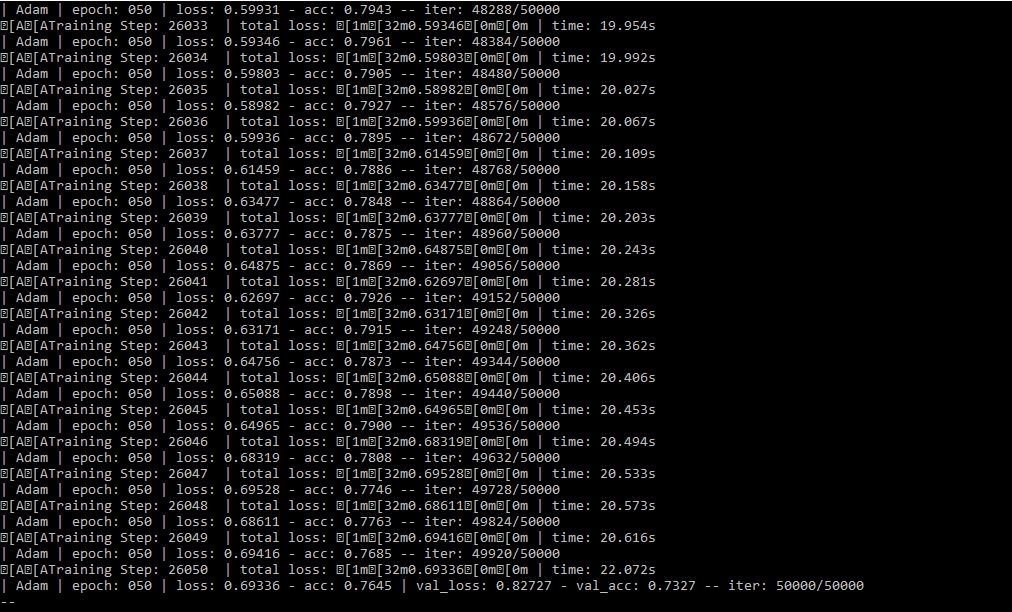 | Adam | epoch: 050 | loss: 0.59931 - acc: 0.7943 -- iter: 48288/50000
[A[ATraining Step: 26033  | total loss: [1m[32m0.59346[0m[0m | time: 19.954s
| Adam | epoch: 050 | loss: 0.59346 - acc: 0.7961 -- iter: 48384/50000
[A[ATraining Step: 26034  | total loss: [1m[32m0.59803[0m[0m | time: 19.992s
| Adam | epoch: 050 | loss: 0.59803 - acc: 0.7905 -- iter: 48480/50000
[A[ATraining Step: 26035  | total loss: [1m[32m0.58982[0m[0m | time: 20.027s
| Adam | epoch: 050 | loss: 0.58982 - acc: 0.7927 -- iter: 48576/50000
[A[ATraining Step: 26036  | total loss: [1m[32m0.59936[0m[0m | time: 20.067s
| Adam | epoch: 050 | loss: 0.59936 - acc: 0.7895 -- iter: 48672/50000
[A[ATraining Step: 26037  | total loss: [1m[32m0.61459[0m[0m | time: 20.109s
| Adam | epoch: 050 | loss: 0.61459 - acc: 0.7886 -- iter: 48768/50000
[A[ATraining Step: 26038  | total loss: [1m[32m0.63477[0m[0m | time: 20.158s
| Adam | epoch: 050 | loss: 0.63477 - acc: 0.7848 -- iter: 48864/50000
[A[ATraining Step: 26039  | total loss: [1m[32m0.63777[0m[0m | time: 20.203s
| Adam | epoch: 050 | loss: 0.63777 - acc: 0.7875 -- iter: 48960/50000
[A[ATraining Step: 26040  | total loss: [1m[32m0.64875[0m[0m | time: 20.243s
| Adam | epoch: 050 | loss: 0.64875 - acc: 0.7869 -- iter: 49056/50000
[A[ATraining Step: 26041  | total loss: [1m[32m0.62697[0m[0m | time: 20.281s
| Adam | epoch: 050 | loss: 0.62697 - acc: 0.7926 -- iter: 49152/50000
[A[ATraining Step: 26042  | total loss: [1m[32m0.63171[0m[0m | time: 20.326s
| Adam | epoch: 050 | loss: 0.63171 - acc: 0.7915 -- iter: 49248/50000
[A[ATraining Step: 26043  | total loss: [1m[32m0.64756[0m[0m | time: 20.362s
| Adam | epoch: 050 | loss: 0.64756 - acc: 0.7873 -- iter: 49344/50000
[A[ATraining Step: 26044  | total loss: [1m[32m0.65088[0m[0m | time: 20.406s
| Adam | epoch: 050 | loss: 0.65088 - acc: 0.7898 -- iter: 49440/50000
[A[ATraining Step: 26045  | total loss: [1m[32m0.64965[0m[0m | time: 20.453s
| Adam | epoch: 050 | loss: 0.64965 - acc: 0.7900 -- iter: 49536/50000
[A[ATraining Step: 26046  | total loss: [1m[32m0.68319[0m[0m | time: 20.494s
| Adam | epoch: 050 | loss: 0.68319 - acc: 0.7808 -- iter: 49632/50000
[A[ATraining Step: 26047  | total loss: [1m[32m0.69528[0m[0m | time: 20.533s
| Adam | epoch: 050 | loss: 0.69528 - acc: 0.7746 -- iter: 49728/50000
[A[ATraining Step: 26048  | total loss: [1m[32m0.68611[0m[0m | time: 20.573s
| Adam | epoch: 050 | loss: 0.68611 - acc: 0.7763 -- iter: 49824/50000
[A[ATraining Step: 26049  | total loss: [1m[32m0.69416[0m[0m | time: 20.616s
| Adam | epoch: 050 | loss: 0.69416 - acc: 0.7685 -- iter: 49920/50000
[A[ATraining Step: 26050  | total loss: [1m[32m0.69336[0m[0m | time: 22.072s
| Adam | epoch: 050 | loss: 0.69336 - acc: 0.7645 | val_loss: 0.82727 - val_acc: 0.7327 -- iter: 50000/50000
--